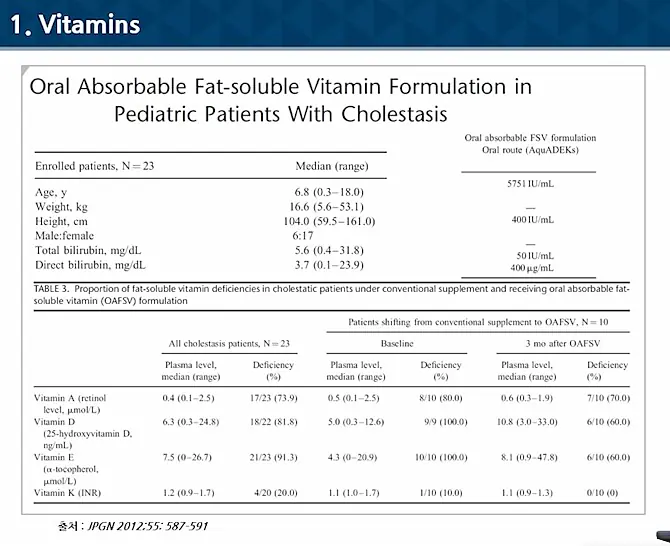 1. Vitamins
Oral Absorbable Fat-soluble Vitamin Formulation in
Pediatric Patients With Cholestasis
Enrolled patients, N = 23 Median (range)
Age, y 6.8 (0.3–18.0)
Weight, kg 16.6 (5.6–53.1)
Height, cm 104.0 (59.5–161.0)
Male:female 6:17
Total bilirubin, mg/dL 5.6 (0.4–31.8)
Direct bilirubin, mg/dL 3.7 (0.1–23.9)
Oral absorbable FSV formulation
Oral route (AquADEKs)
5751 IU/mL
—
400 IU/mL
—
50 IU/mL
400 μg/mL
TABLE 3. Proportion of fat-soluble vitamin deficiencies in cholestatic patients under conventional supplement and receiving oral absorbable fat-
soluble vitamin (OAFSV) formulation
Patients shifting from conventional supplement to OAFSV, N = 10
All cholestasis patients, N = 23 Baseline 3 mo after OAFSV
Plasma level, Deficiency Plasma level, Deficiency Plasma level, Deficiency
median (range) (%) median (range) (%) median (range) (%)
Vitamin A (retinol 0.4 (0.1–2.5) 17/23 (73.9) 0.5 (0.1–2.5) 8/10 (80.0) 0.6 (0.3–1.9) 7/10 (70.0)
level, μmol/L)
Vitamin D 6.3 (0.3–24.8) 18/22 (81.8) 5.0 (0.3–12.6) 9/9 (100.0) 10.8 (3.0–33.0) 6/10 (60.0)
(25-hydroxyvitamin D,
ng/mL)
Vitamin E 7.5 (0–26.7) 21/23 (91.3) 4.3 (0–20.9) 10/10 (100.0) 8.1 (0.9–47.8) 6/10 (60.0)
(α-tocopherol,
μmol/L)
Vitamin K (INR) 1.2 (0.9–1.7) 4/20 (20.0) 1.1 (1.0–1.7) 1/10 (10.0) 1.1 (0.9–1.3) 0/10 (0)
출처 : JPGN 2012;55: 587-591